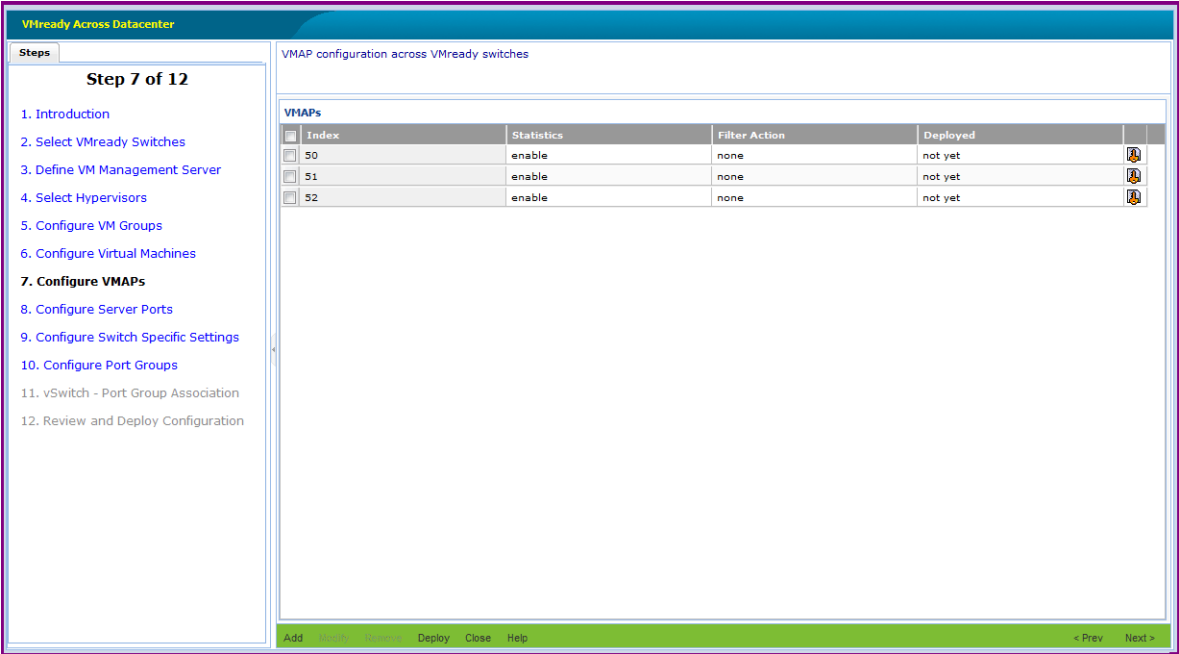 VMready Across Datacenter
Steps
Step 7 of 12
1. Introduction
2. Select VMready Switches
3. Define VM Management Server
4. Select Hypervisors
5. Configure VM Groups
6. Configure Virtual Machines
7. Configure VMAPs
8. Configure Server Ports
9. Configure Switch Specific Settings
10. Configure Port Groups
11. vSwitch - Port Group Association
12. Review and Deploy Configuration
VMAP configuration across VMready switches
VMAPs
Index Statistics Filter Action Deployed
50 enable none not yet
51 enable none not yet
52 enable none not yet
Add Modify Remove Deploy Close Help < Prev Next >